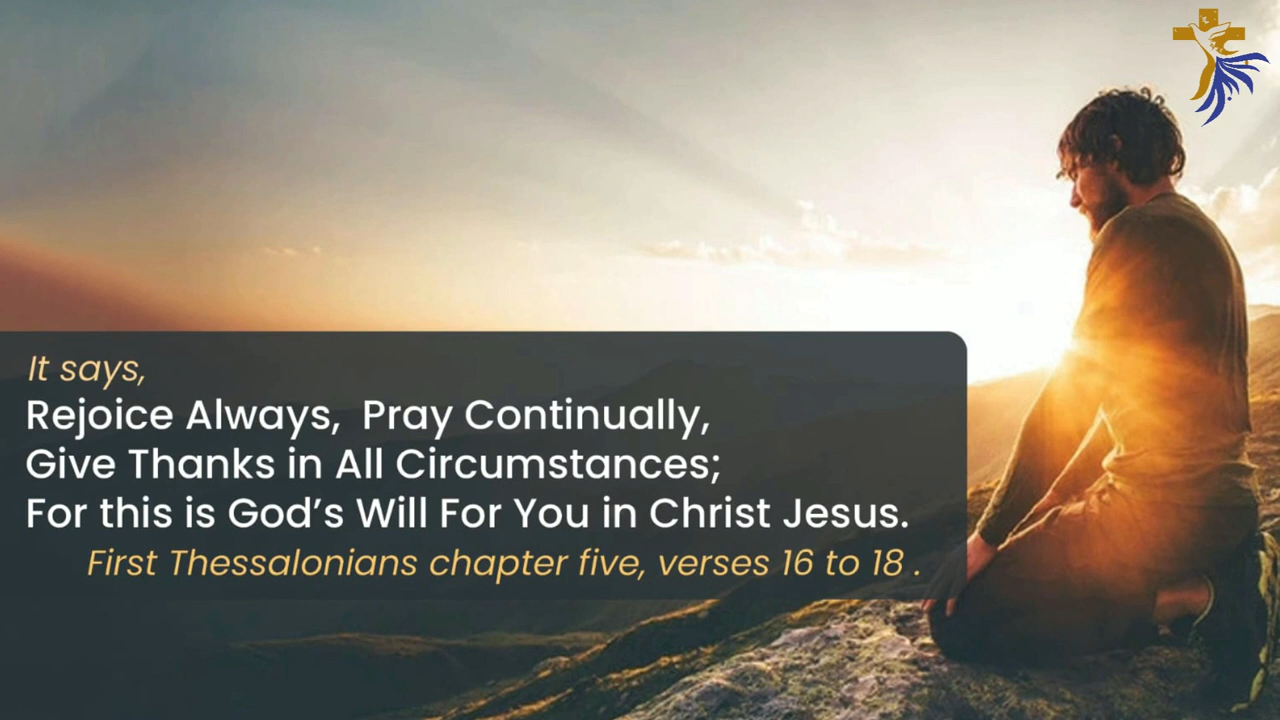 It says,
Rejoice Always,  Pray Continually,
Give Thanks in All Circumstances;
For this is God’s Will For You in Christ Jesus.
First Thessalonians chapter five, verses 16 to 18 .